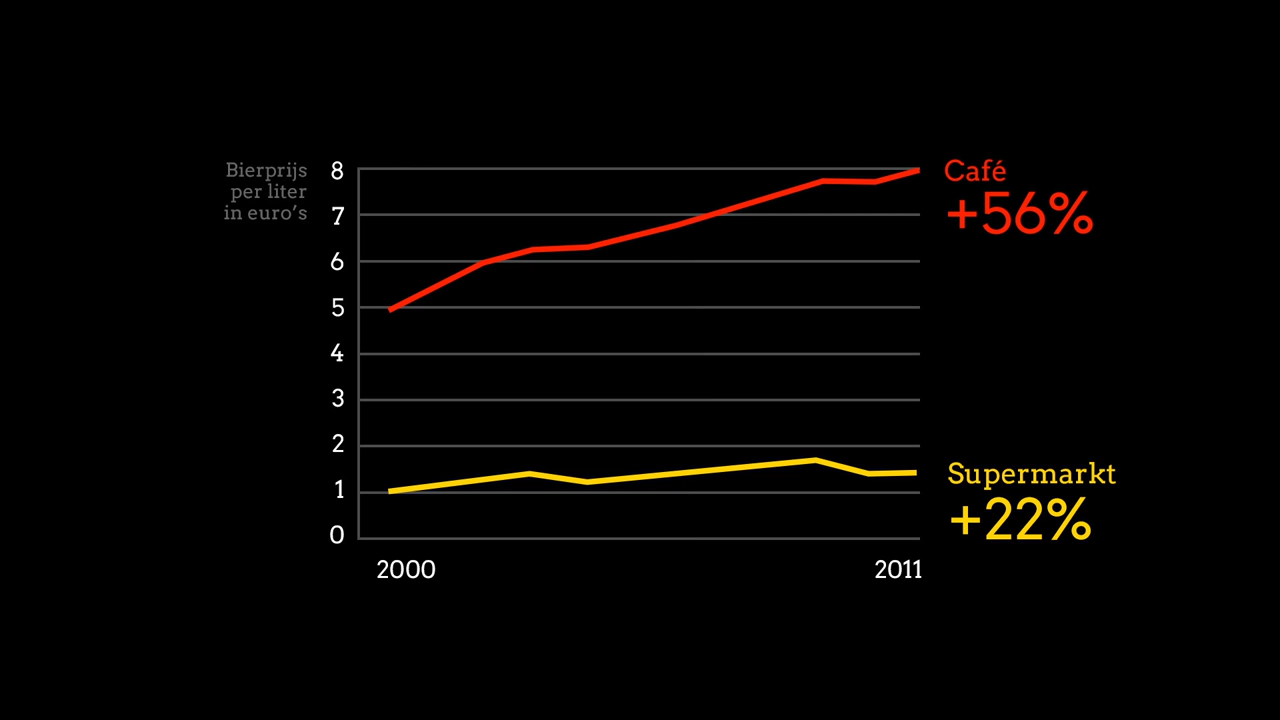 Bierprijs
per liter
in euro's
8
7
6
5
4
3
2
1
0
2000
2011
Café
+56%
Supermarkt
+22%